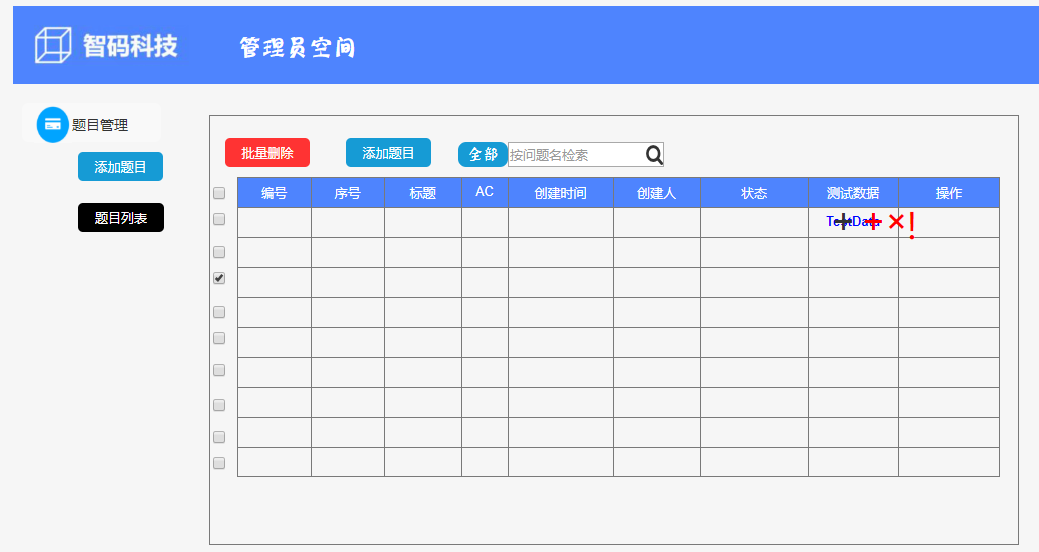 智码科技
管理员空间
题目管理
添加题目
题目列表
批量删除
添加题目
全部
按问题名检索
编号 序号 标题 AC 创建时间 创建人 状态 测试数据 操作
TestData